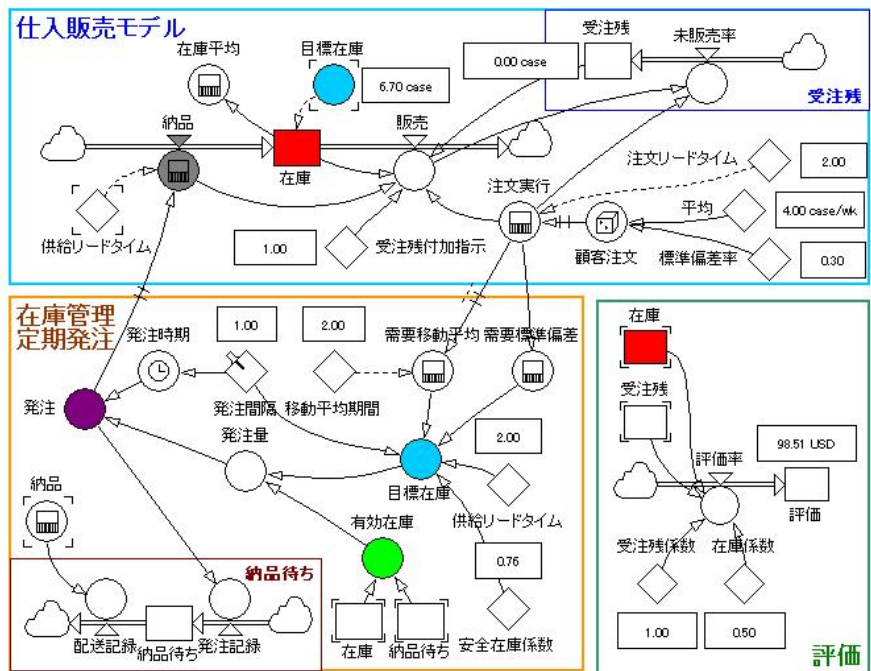 仕入販売モデル
在庫平均
目標在庫
6.70 case
0.00 case
受注残
未販売率
受注残
納品
在庫
販売
供給リードタイム
1.00
受注残付加指示
注文実行
注文リードタイム
2.00
平均
4.00 case/wk
顧客注文
標準偏差率
0.30
在庫管理
定期発注
発注時期
1.00
2.00
需要移動平均
需要標準偏差
発注
発注間隔
移動平均期間
発注量
2.00
目標在庫
納品
有効在庫
供給リードタイム
0.76
納品待ち
配送記録
納品待ち
発注記録
在庫
納品待ち
安全在庫係数
在庫
受注残
98.51 USD
評価率
評価
受注残係数
在庫係数
1.00
0.50
評価